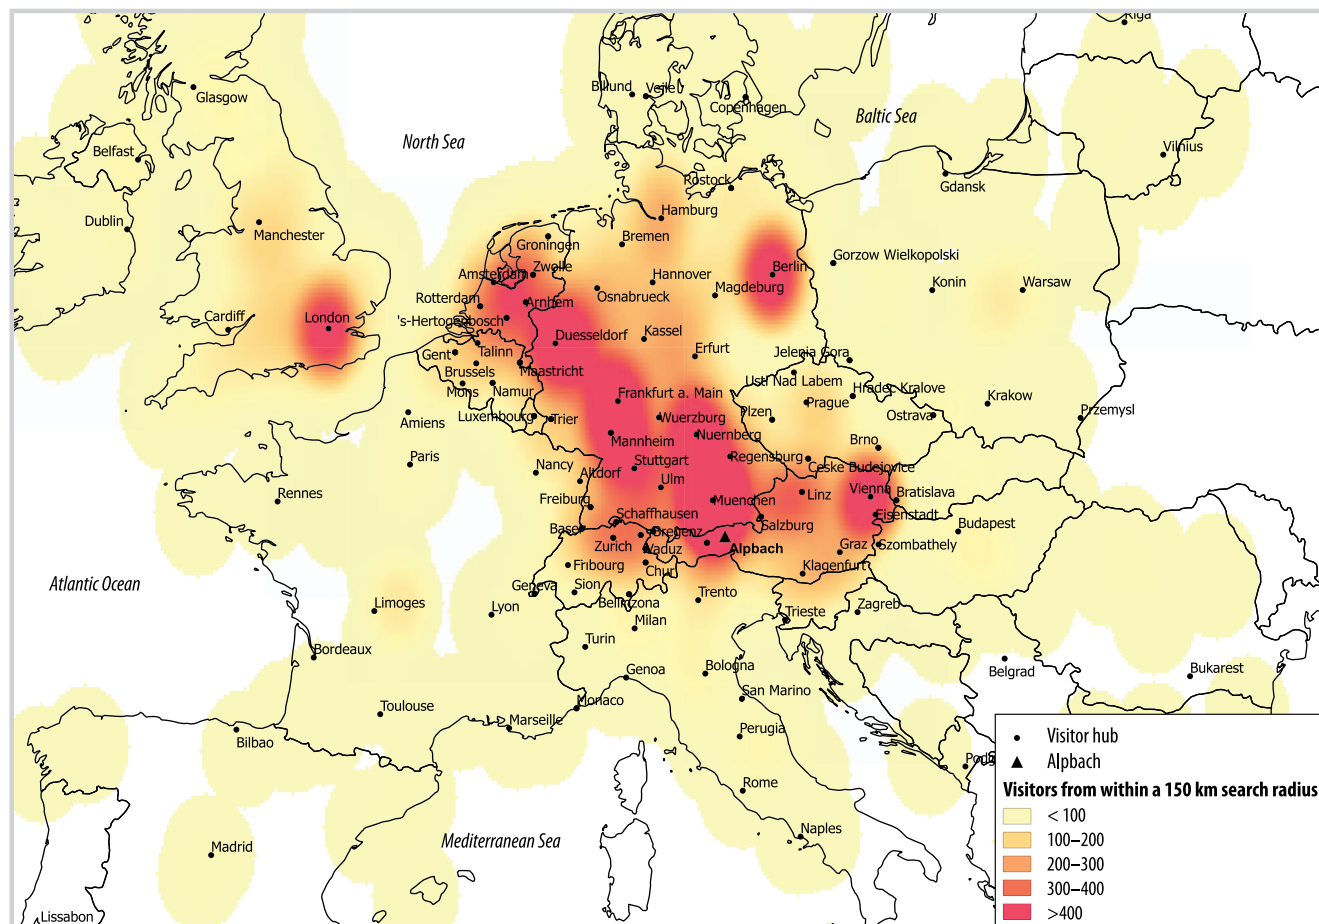 Riga
Glasgow
Billund
Vejle
Copenhagen
Baltic Sea
North Sea
Belfast
Vilnius
Rostock
Gdansk
Dublin
Hamburg
Manchester
Bremen
Groningen
Gorzow Wielkopolski
Amsterdam
Zwolle
Berlin
Hannover
Konin
Warsaw
Osnabrueck
Magdeburg
Rotterdam
Arnhem
Cardiff
London
's-Hertogenbosch
Duesseldorf
Kassel
Gent
Talinn
Erfurt
Jelenia Gora
Brussels
Maastricht
Usti Nad Labem
Mons
Namur
Frankfurt a. Main
Hradec Kralove
Prague
Krakow
Luxembourg
Trier
Wuerzburg
Plzen
Ostrava
Przemysl
Amiens
Mannheim
Nuernberg
Brno
Paris
Nancy
Stuttgart
Regensburg
Ceske Budejovice
Altdorf
Ulm
Rennes
Freiburg
Muenchen
Linz
Vienna
Bratislava
Schaffhausen
Salzburg
Eisenstadt
Budapest
Basel
Bregenz
Zurich
Vaduz
Alpbach
Graz
Szombathely
Fribourg
Chur
Klagenfurt
Atlantic Ocean
Geneva
Sion
Bellinzona
Trento
Limoges
Lyon
Milan
Trieste
Zagreb
Turin
Bordeaux
Genoa
Bologna
Belgrad
Bukarest
San Marino
Monaco
Toulouse
Marseille
Perugia
Bilbao
Rome
Mediterranean Sea
Naples
Madrid
Lissabon
Visitor hub
Alpbach
Visitors from within a 150 km search radius
< 100
100–200
200–300
300–400
>400